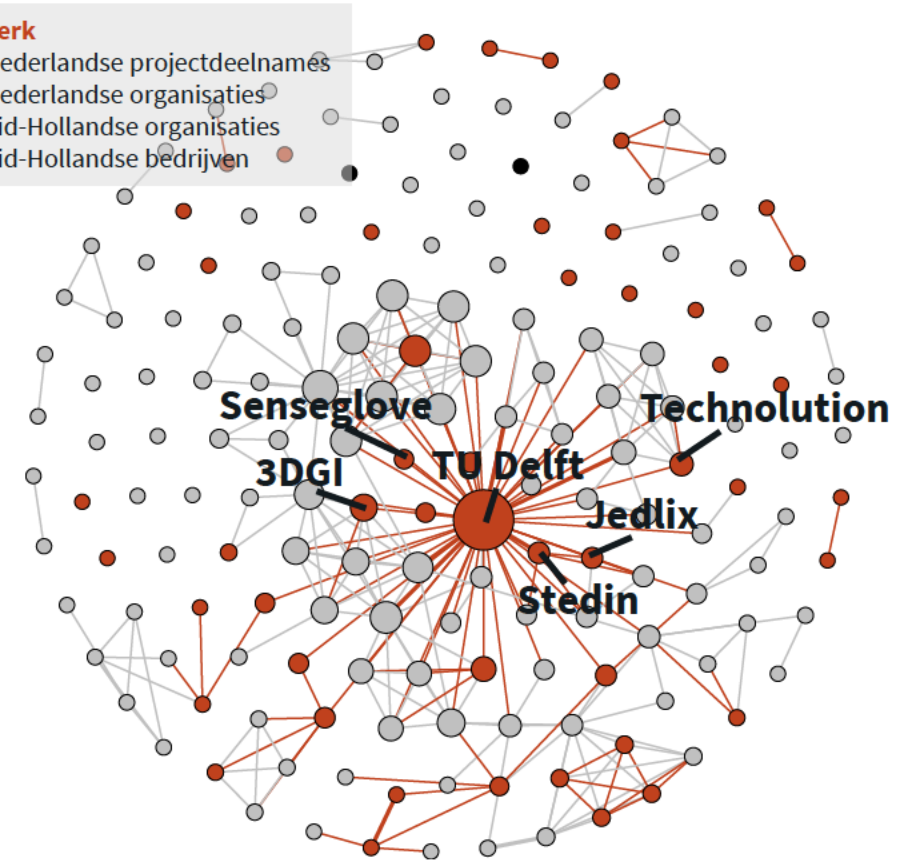 erk
ederlandse projectdeelnames
ederlandse organisaties
id-Hollandse organisaties
id-Hollandse bedrijven
Senseglove
Technolution
TU Delft
3DGI
Jedlix
Stedin